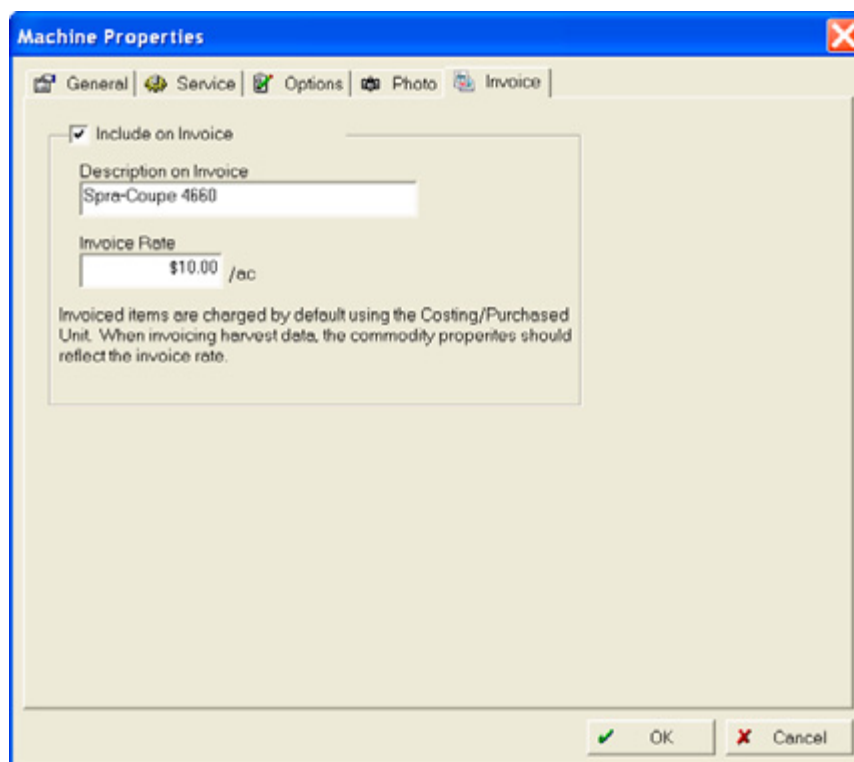 Machine Properties
General Service Options Photo Invoice
Include on Invoice
Description on Invoice
Spra-Coupe 4660
Invoice Rate
$10.00 /ac
Invoiced items are charged by default using the Costing/Purchased
Unit. When invoicing harvest data, the commodity properites should
reflect the invoice rate.
OK Cancel